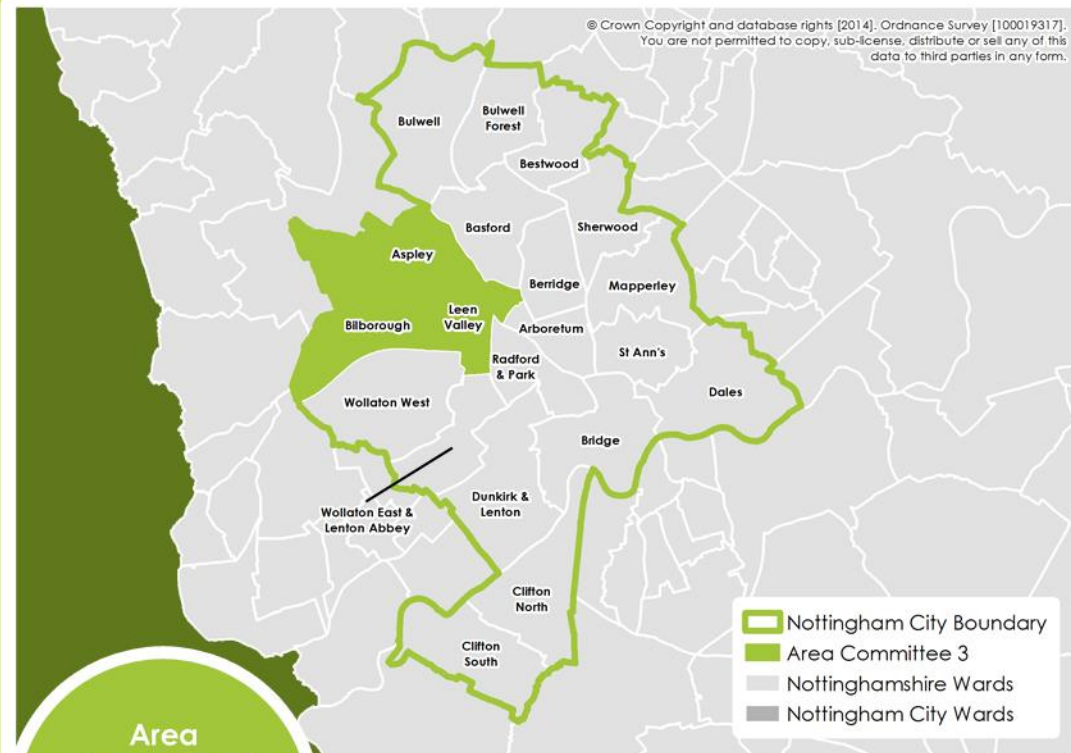 © Crown Copyright and database rights [2014]. Ordnance Survey [100019317].
You are not permitted to copy, sub-license, distribute or sell any of this
data to third parties in any form.
Bulwell
Bulwell
Forest
Bestwood
Basford
Sherwood
Aspley
Berridge
Mapperley
Leen
Valley
Bilborough
Arboretum
St Ann's
Radford
& Park
Wollaton West
Dales
Bridge
Wollaton East &
Lenton Abbey
Dunkirk &
Lenton
Clifton
North
Clifton
South
Nottingham City Boundary
Area Committee 3
Nottinghamshire Wards
Nottingham City Wards
Area